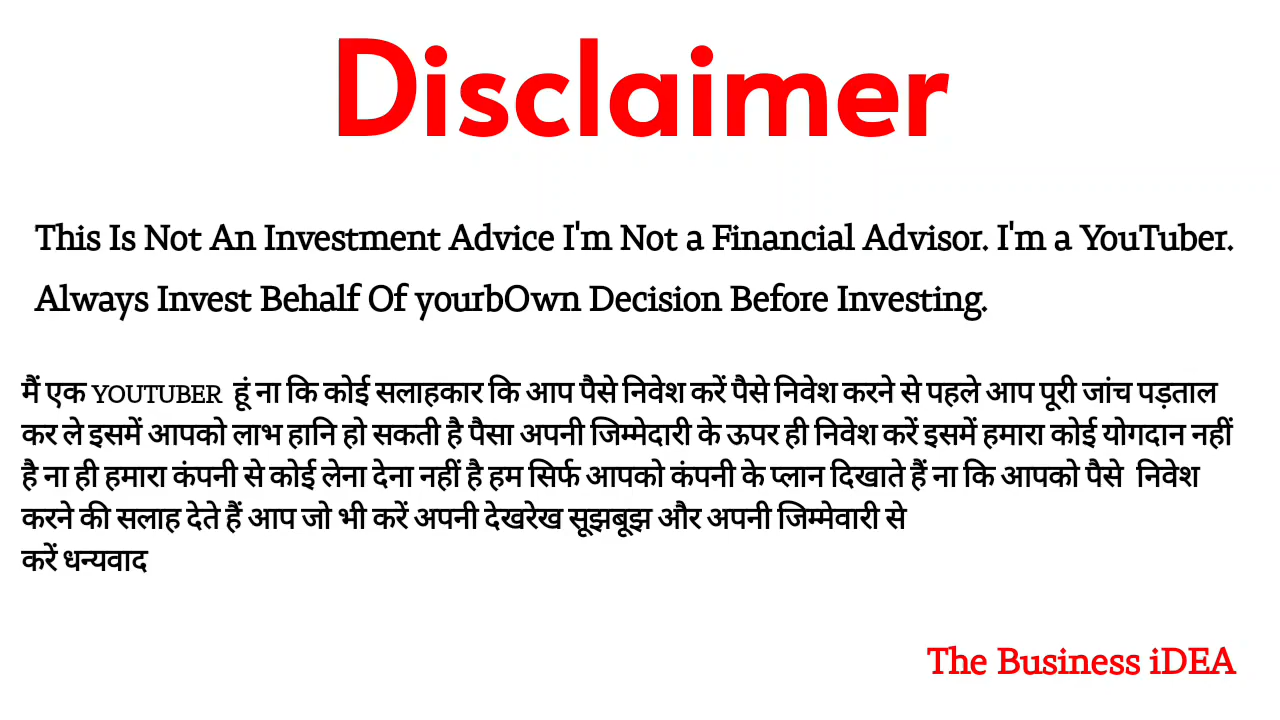 Disclaimer
This Is Not An Investment Advice I'm Not a Financial Advisor. I'm a YouTuber.
Always Invest Behalf Of yourbOwn Decision Before Investing.
मैं एक YOUTUBER हूं ना कि कोई सलाहकार कि आप पैसे निवेश करें पैसे निवेश करने से पहले आप पूरी जांच पड़ताल
कर ले इसमें आपको लाभ हानि हो सकती है पैसा अपनी जिम्मेदारी के ऊपर ही निवेश करें इसमें हमारा कोई योगदान नहीं
है ना ही हमारा कंपनी से कोई लेना देना नहीं है हम सिर्फ आपको कंपनी के प्लान दिखाते हैं ना कि आपको पैसे निवेश
करने की सलाह देते हैं आप जो भी करें अपनी देखरेख सूझबूझ और अपनी जिम्मेवारी से
करें धन्यवाद
The Business iDEA